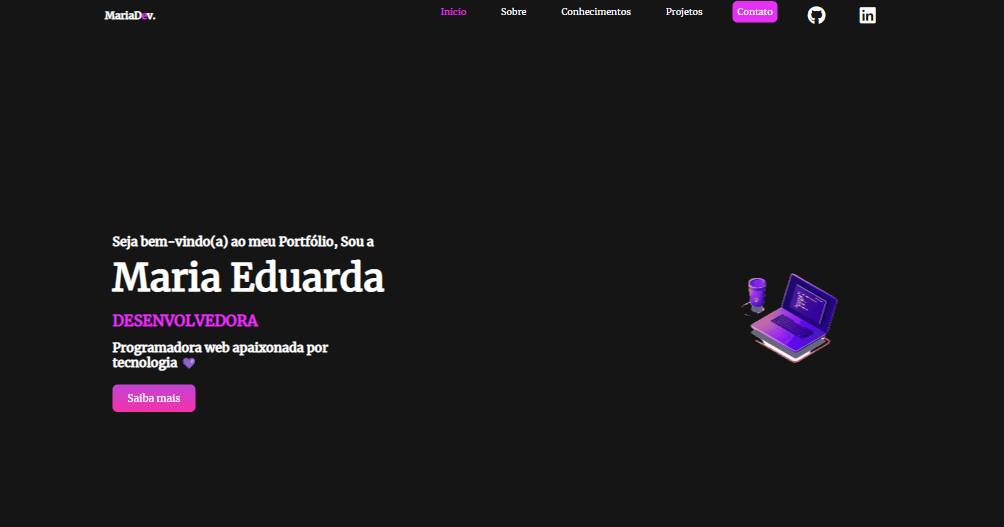 MariaDev.
Inicio
Sobre
Conhecimentos
Projetos
Contato
in
Seja bem-vindo(a) ao meu Portfólio, Sou a
Maria Eduarda
DESENVOLVEDORA
Programadora web apaixonada por
tecnologia 💜
Saiba mais